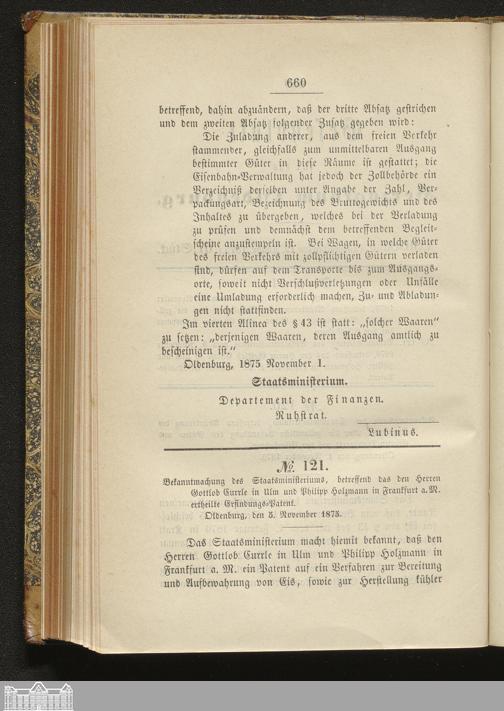 660
betreffend, dahin abzuändern, daß der dritte Absatz gestrichen
und dem zweiten Absatz folgender Zusatz gegeben wird:
Die Zuladung anderer, aus dem freien Verkehr
stammender, gleichfalls zum unmittelbaren Ausgang
bestimmter Güter in diese Räume ist gestattet; die
Eisenbahn-Verwaltung hat jedoch der Zollbehörde ein
Verzeichniß derselben unter Angabe der Zahl, Ver-
packungsart, Bezeichnung des Bruttogewichts und des
Inhaltes zu übergeben, welches bei der Verladung
zu prüfen und demnächst dem betreffenden Begleit-
scheine anzustempeln ist. Bei Wagen, in welche Güter
des freien Verkehrs mit zollpflichtigen Gütern verladen
sind, dürfen auf dem Transporte bis zum Ausgangs-
orte, soweit nicht Verschlußverletzungen oder Unfälle
eine Umladung erforderlich machen, Zu- und Abladun-
gen nicht stattfinden.
Im vierten Alinea des § 43 ist statt: „solcher Waaren“
zu setzen: „derjenigen Waaren, deren Ausgang amtlich zu
bescheinigen ist.“
Oldenburg, 1875 November 1.
Staatsministerium.
Departement der Finanzen.
Ruhstrat.
Lubinus.
№. 121.
Bekanntmachung des Staatsministeriums, betreffend das den Herren
Gottlob Currle in Ulm und Philipp Holzmann in Frankfurt a. M.
ertheilte Erfindungs-Patent.
Oldenburg, den 3. November 1875.
Das Staatsministerium macht hiemit bekannt, daß den
Herren Gottlob Currle in Ulm und Philipp Holzmann in
Frankfurt a. M. ein Patent auf ein Verfahren zur Bereitung
und Aufbewahrung von Eis, sowie zur Herstellung kühler